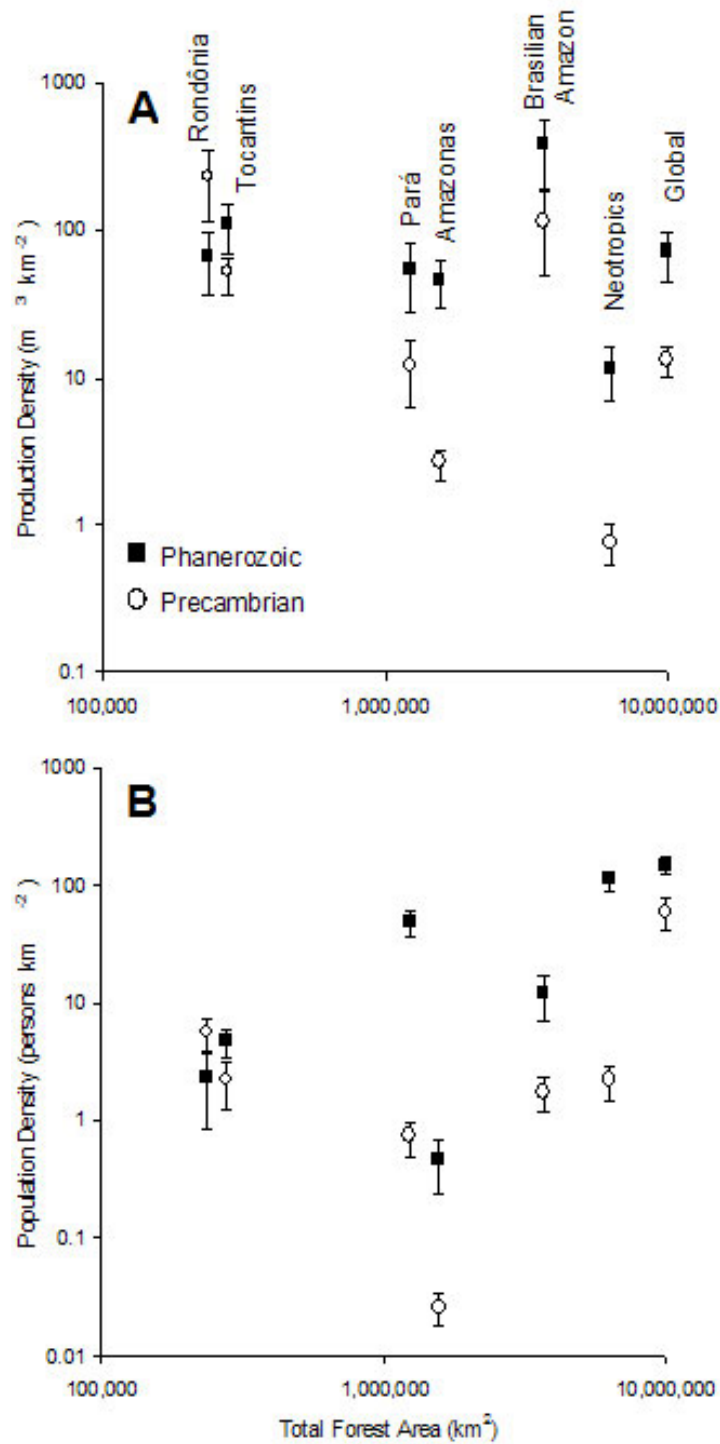 A
Rondônia
Tocantins
Pará
Amazonas
Brasilian
Amazon
Neotropics
Global
Production Density (m 3 km -2 )
1000
100
10
1
0.1
Phanerozoic
Precambrian
100,000
1,000,000
10,000,000
B
Population Density (persons km -2 )
1000
100
10
1
0.1
0.01
100,000
1,000,000
10,000,000
Total Forest Area (km2)